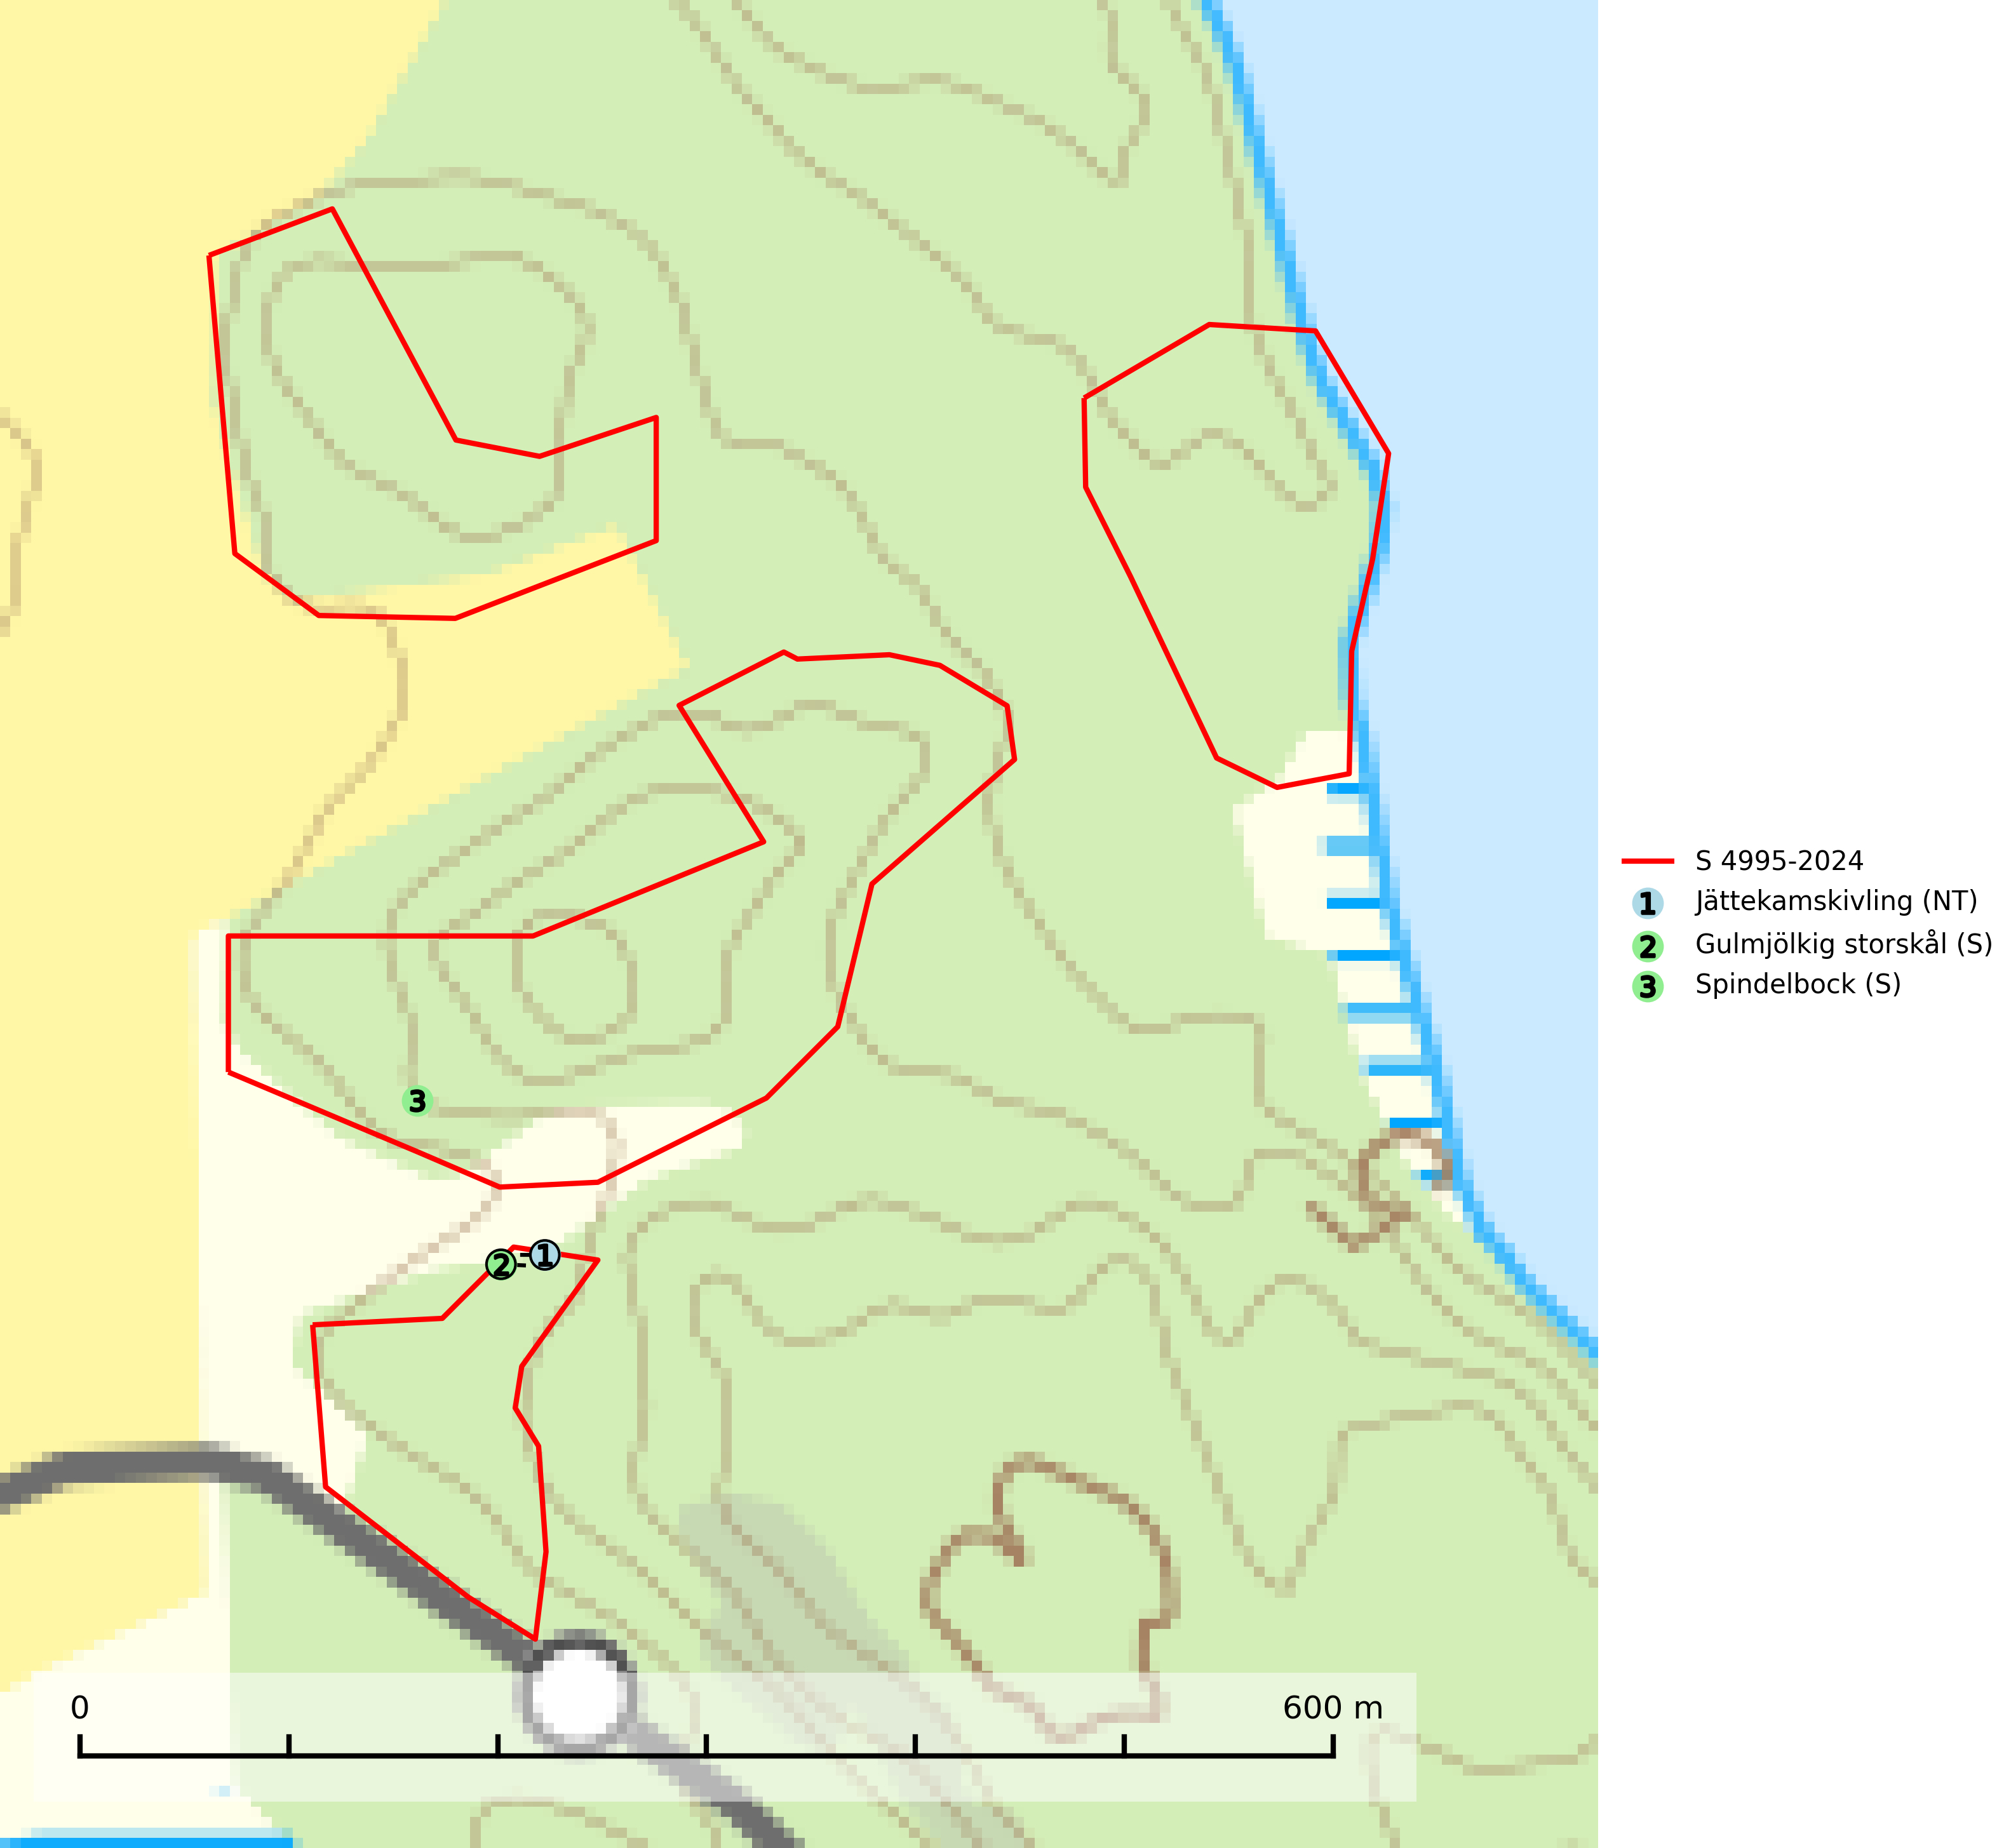 S 4995-2024
1 Jättekamskivling (NT)
2 Gulmjölkig storskål (S)
3 Spindelbock (S)
3
2 1
0 600 m